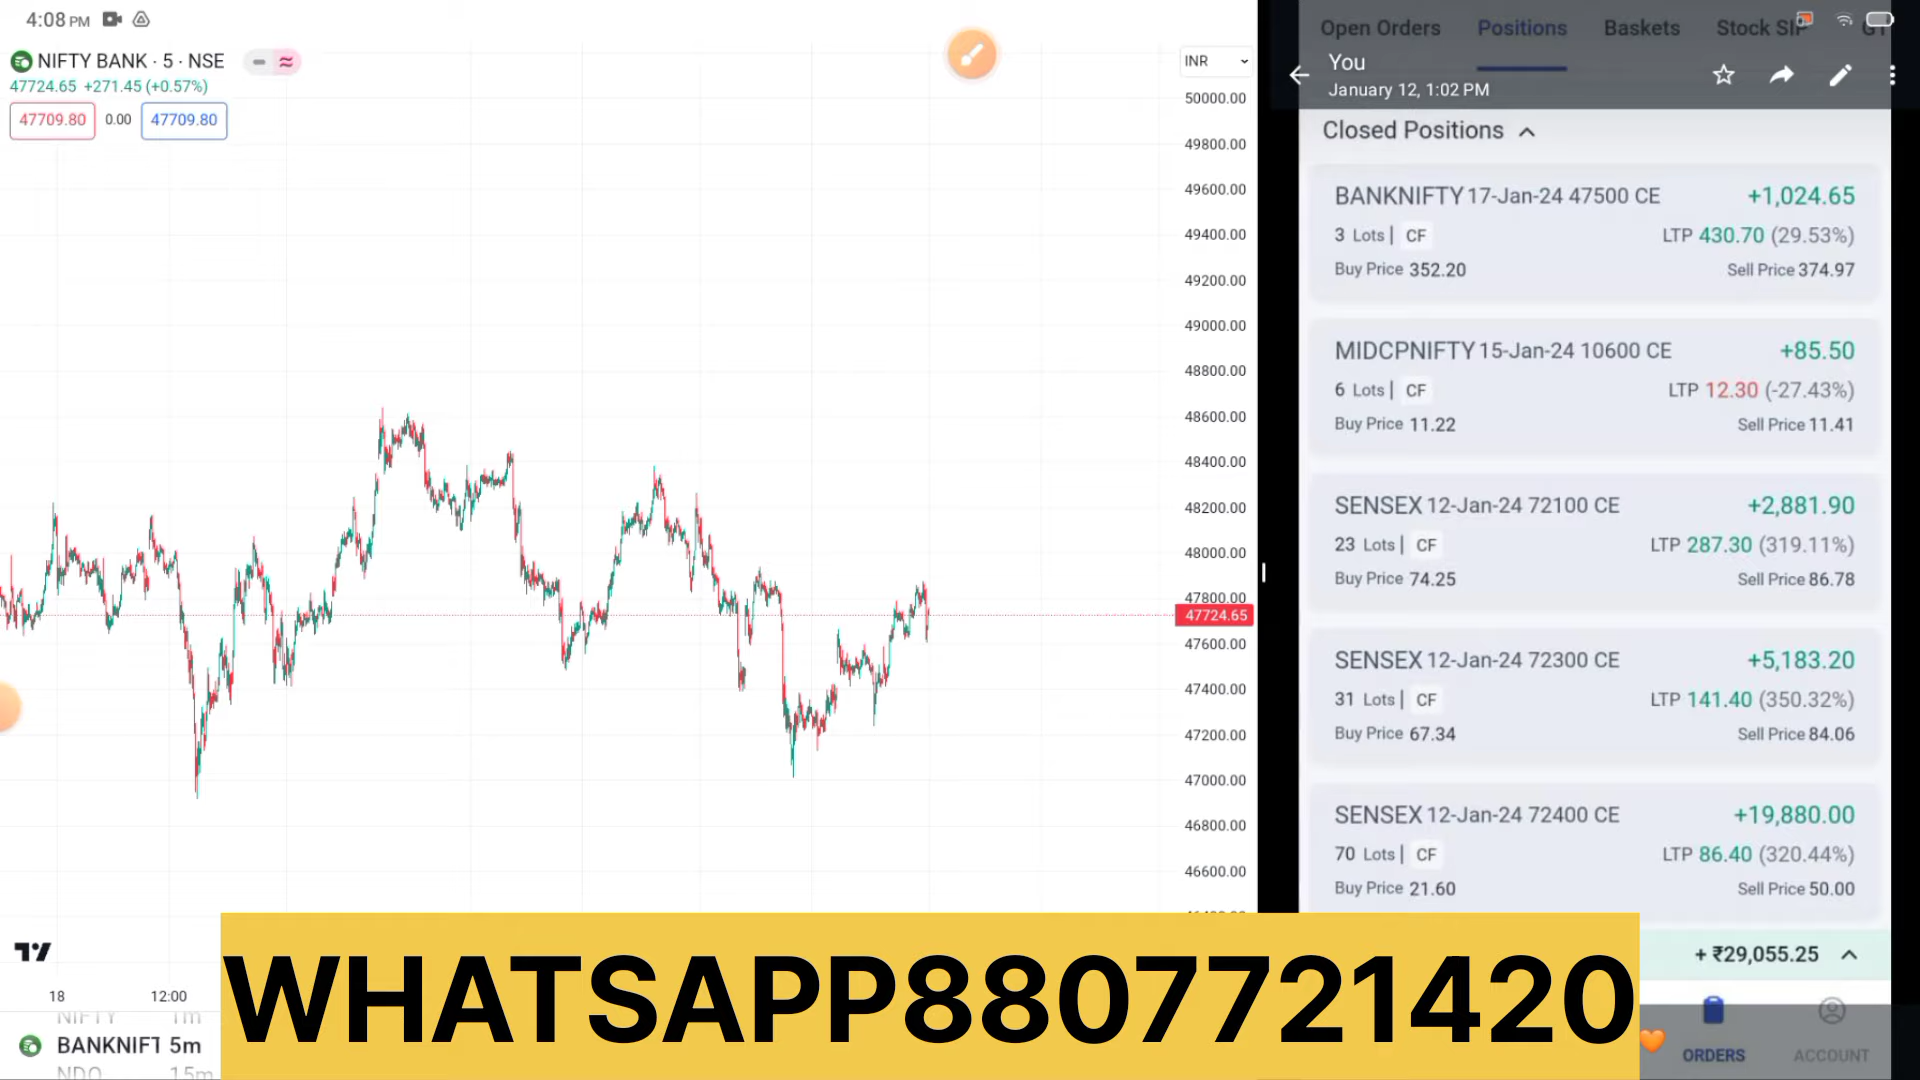 4:08 PM
NIFTY BANK · 5 · NSE
47724.65 +271.45 (+0.57%)
47709.80 0.00 47709.80
INR
50000.00
49800.00
49600.00
49400.00
49200.00
49000.00
48800.00
48600.00
48400.00
48200.00
48000.00
47800.00
47724.65
47600.00
47400.00
47200.00
47000.00
46800.00
46600.00
18 12:00
NIFTY 1m
BANKNIFT 5m
NDQ 15m
Open Orders Positions Baskets Stock SIP
You
January 12, 1:02 PM
Closed Positions
BANKNIFTY 17-Jan-24 47500 CE +1,024.65
3 Lots | CF LTP 430.70 (29.53%)
Buy Price 352.20 Sell Price 374.97
MIDCPNIFTY 15-Jan-24 10600 CE +85.50
6 Lots | CF LTP 12.30 (-27.43%)
Buy Price 11.22 Sell Price 11.41
SENSEX 12-Jan-24 72100 CE +2,881.90
23 Lots | CF LTP 287.30 (319.11%)
Buy Price 74.25 Sell Price 86.78
SENSEX 12-Jan-24 72300 CE +5,183.20
31 Lots | CF LTP 141.40 (350.32%)
Buy Price 67.34 Sell Price 84.06
SENSEX 12-Jan-24 72400 CE +19,880.00
70 Lots | CF LTP 86.40 (320.44%)
Buy Price 21.60 Sell Price 50.00
+ ₹29,055.25
ORDERS ACCOUNT
WHATSAPP8807721420